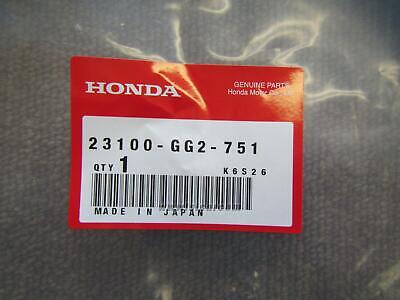 HONDA
GENUINE PARTS
Honda Motor Co., Ltd.
23100-GG2-751
QTY 1
K6S26
MADE IN JAPAN